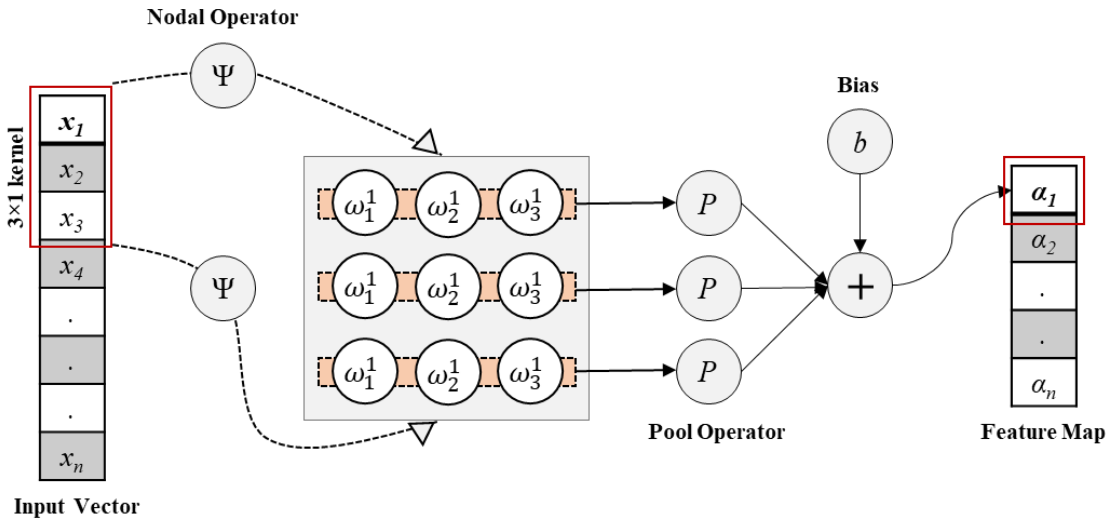 Nodal Operator
Ψ
Bias
b
3×1 kernel
x₁
x₂
x₃
x₄
.
.
.
xₙ
Input Vector
Ψ
ω₁¹ ω₂¹ ω₃¹
ω₁¹ ω₂¹ ω₃¹
ω₁¹ ω₂¹ ω₃¹
P
P
P
Pool Operator
+
α₁
α₂
.
.
αₙ
Feature Map